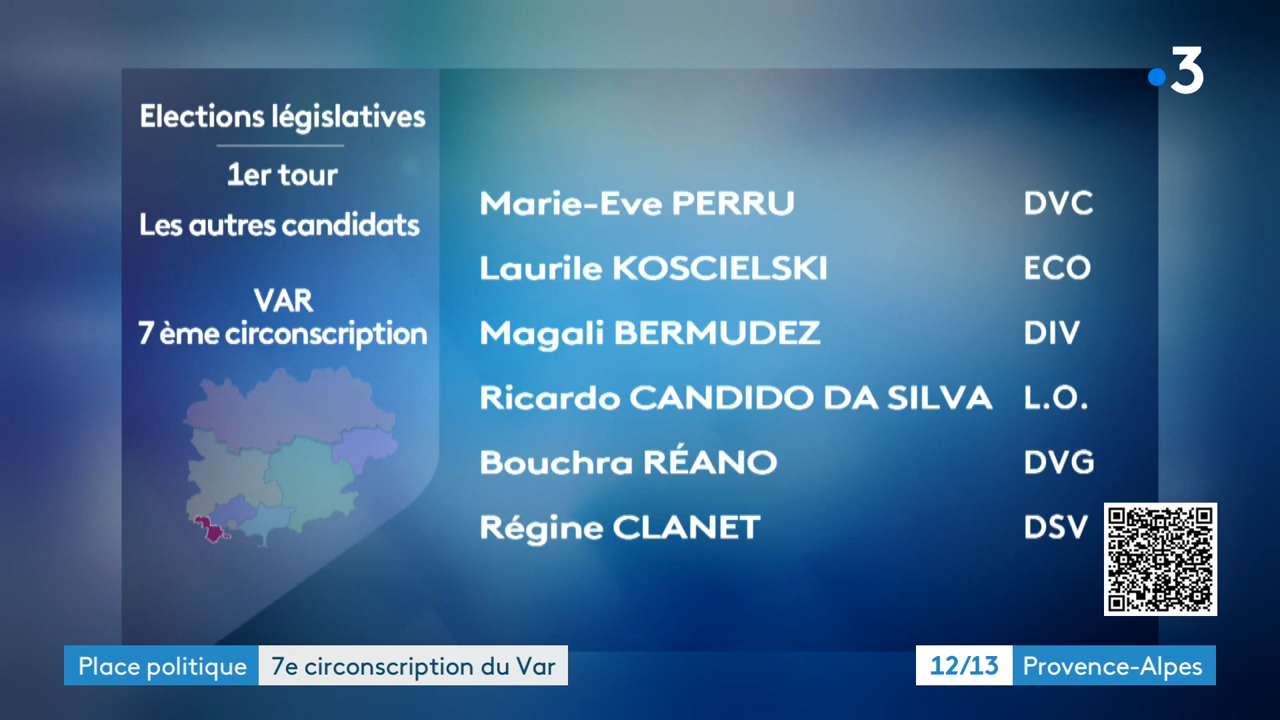 3
Elections législatives
1er tour
Les autres candidats
VAR
7 ème circonscription
Marie-Eve PERRU DVC
Laurile KOSCIELSKI ECO
Magali BERMUDEZ DIV
Ricardo CANDIDO DA SILVA L.O.
Bouchra RÉANO DVG
Régine CLANET DSV
Place politique 7e circonscription du Var
12/13 Provence-Alpes